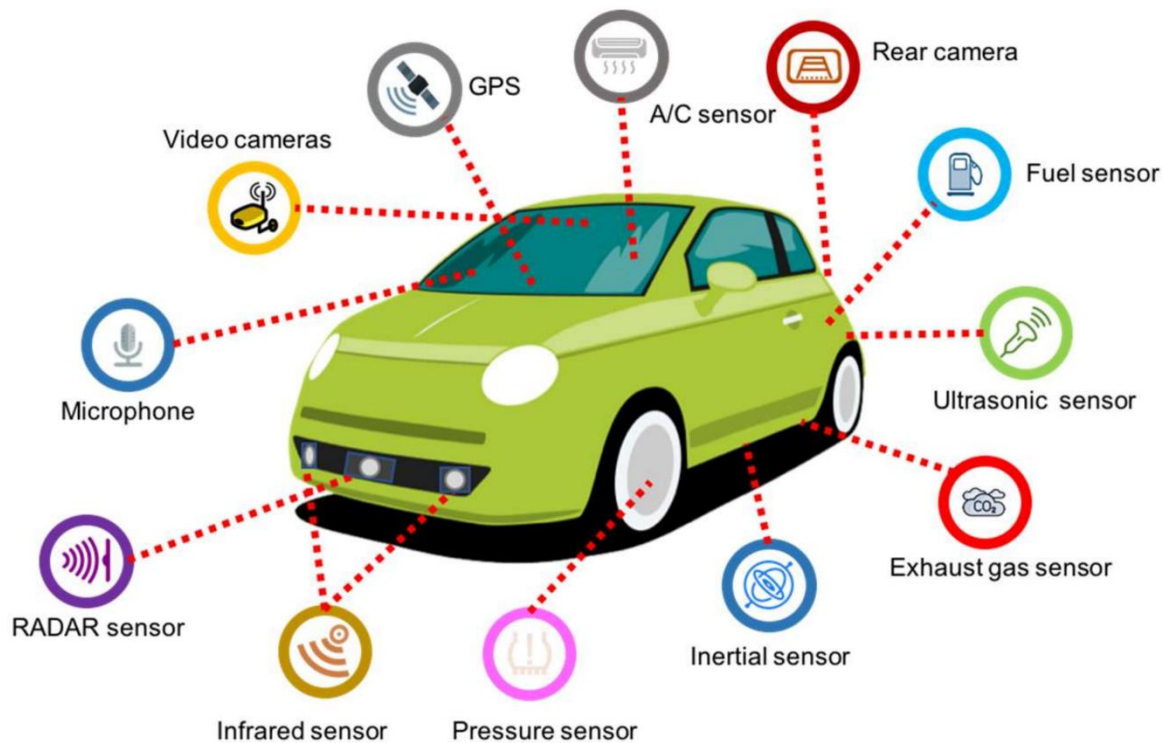 GPS
A/C sensor
Rear camera
Video cameras
Fuel sensor
Microphone
Ultrasonic sensor
CO₂
Exhaust gas sensor
RADAR sensor
Inertial sensor
Infrared sensor
Pressure sensor